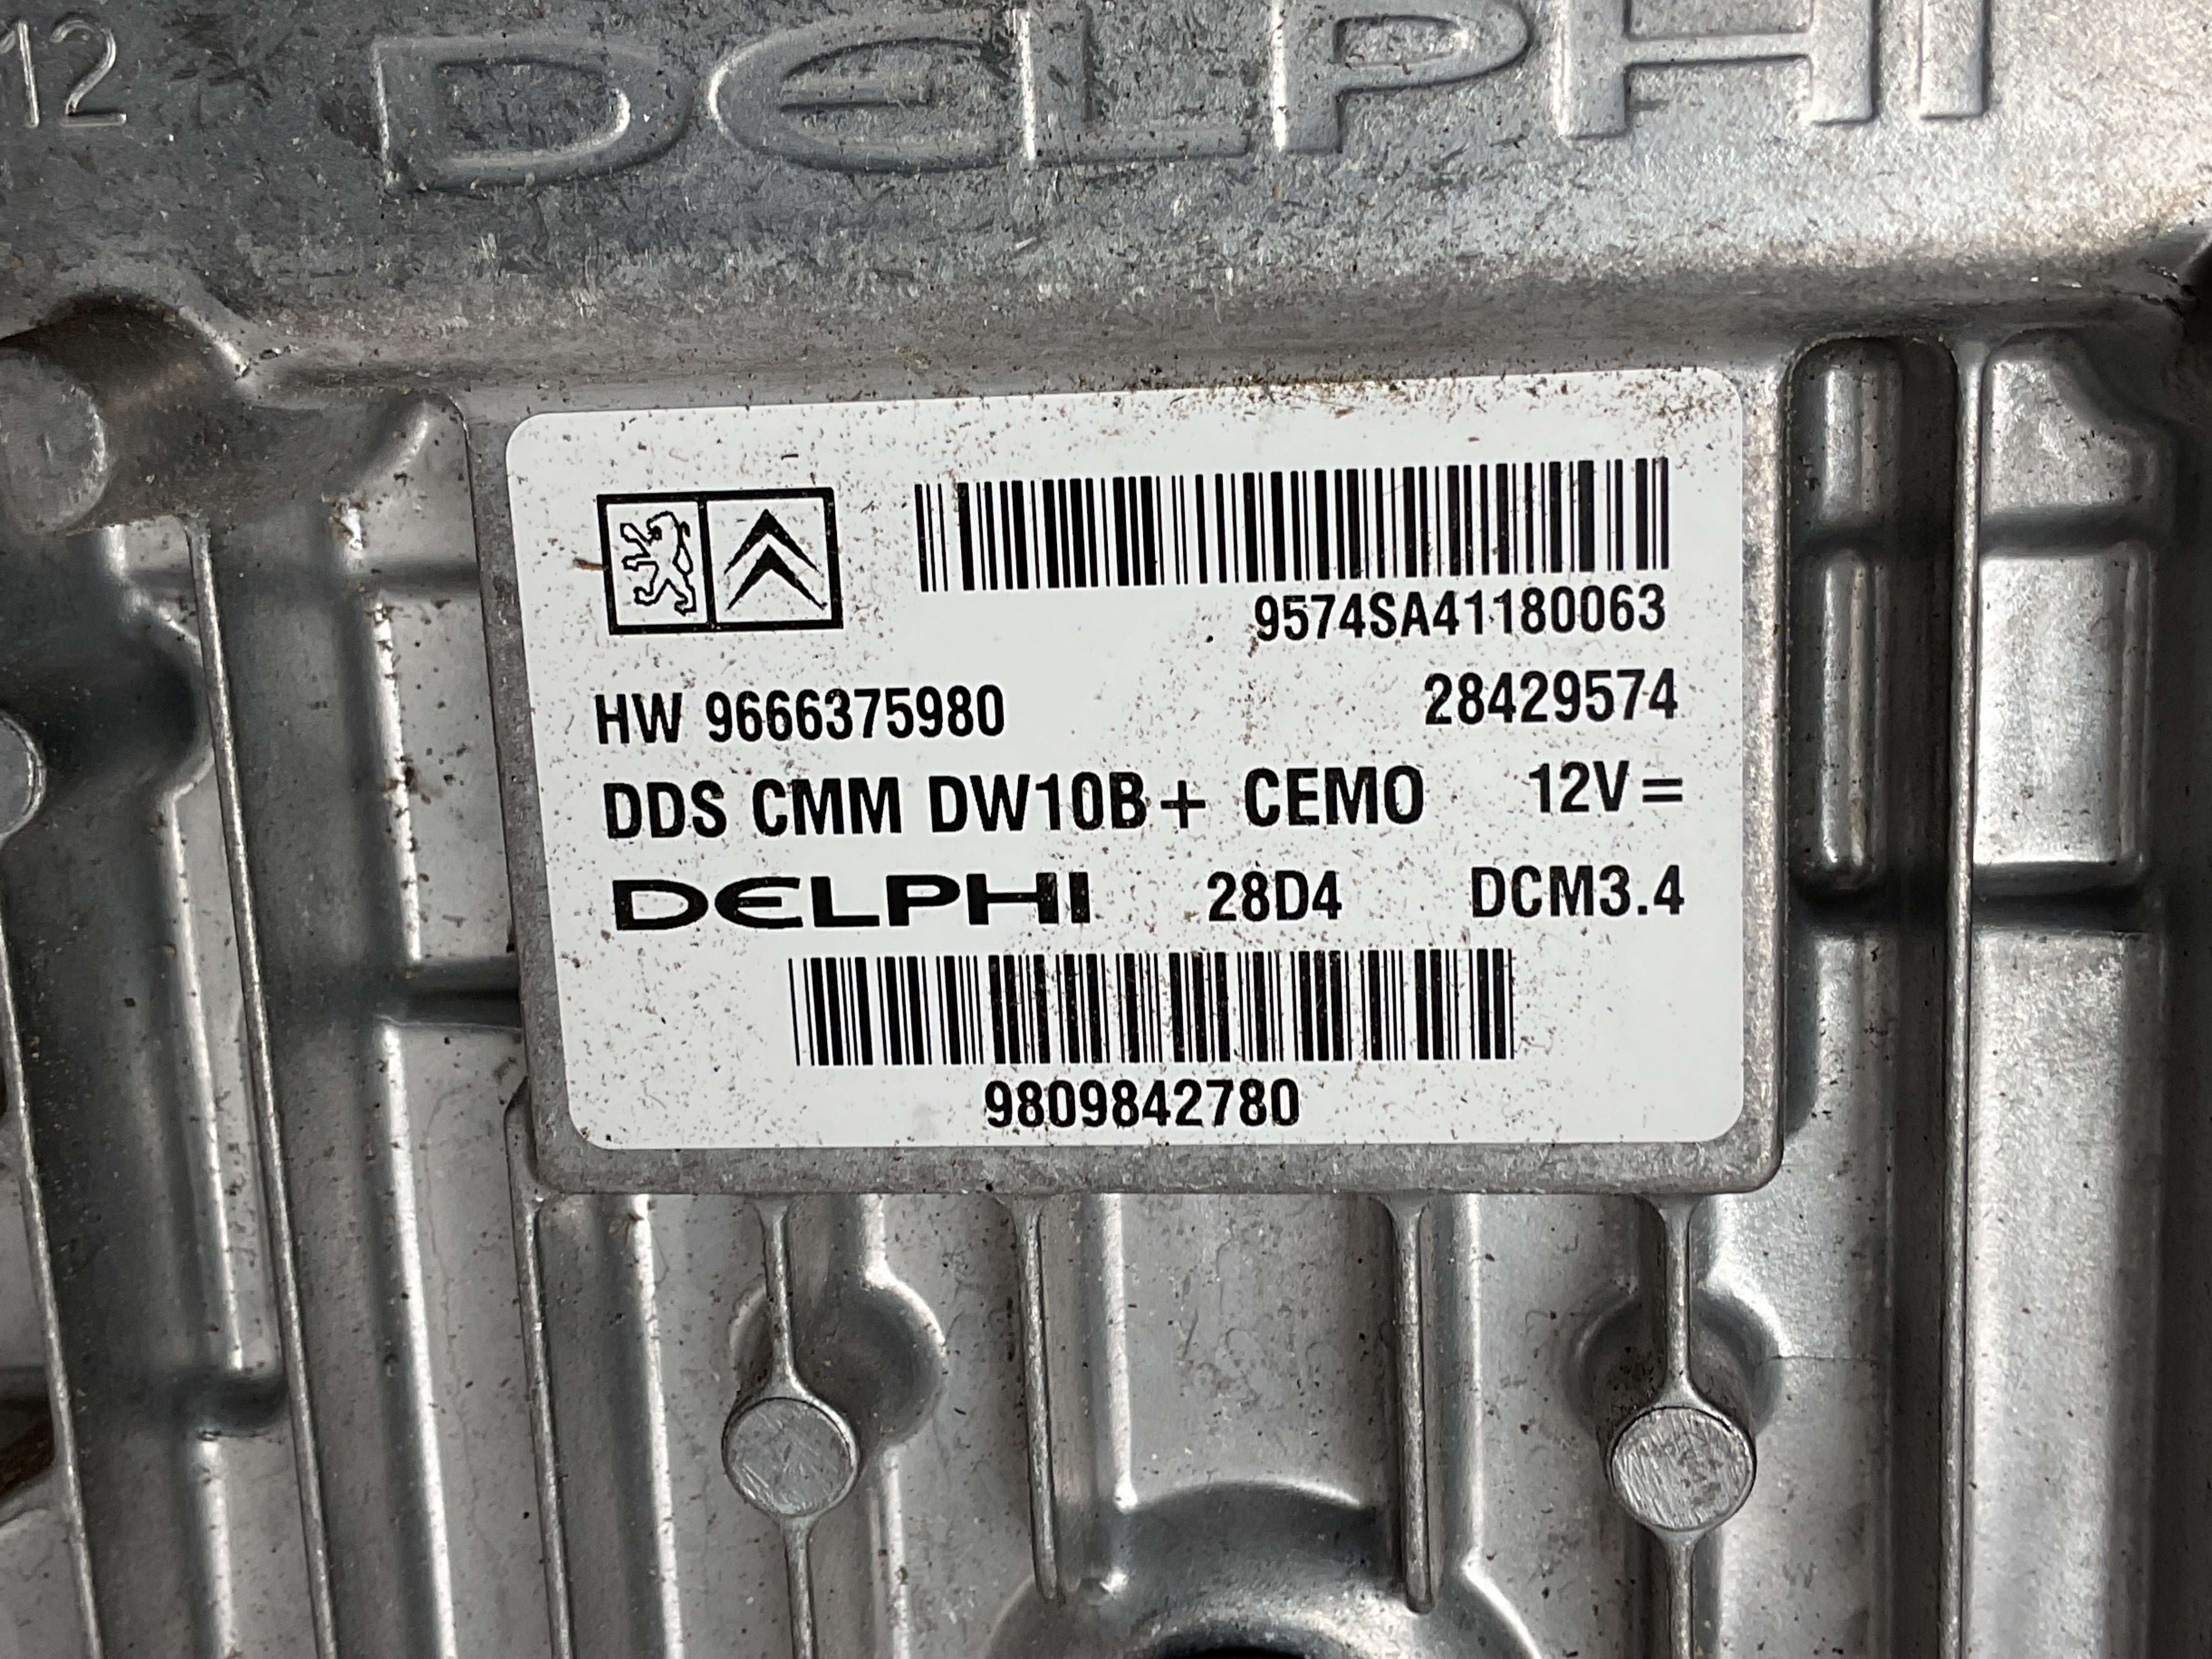 12
DELPHI
9574SA41180063
HW 9666375980 28429574
DDS CMM DW10B+ CEMO 12V=
DELPHI 28D4 DCM3.4
9809842780